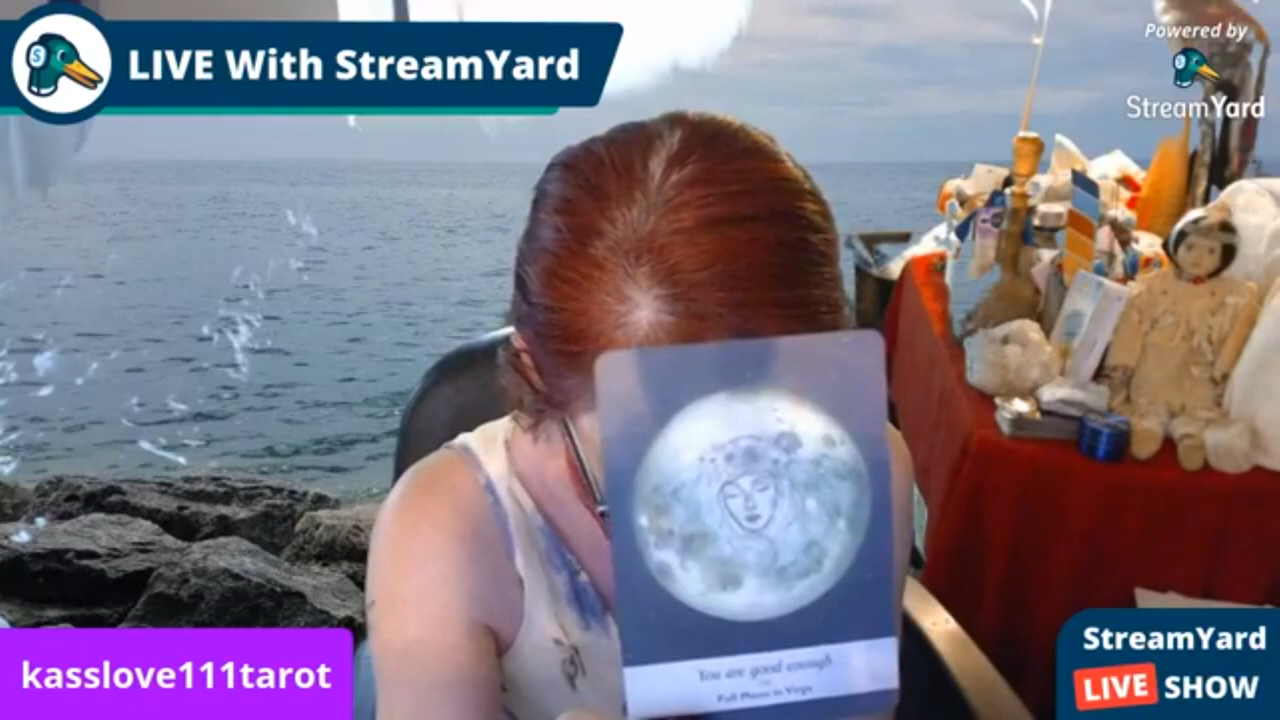 LIVE With StreamYard
Powered by
StreamYard
You are good enough
Full Moon in Virgo
kasslove111tarot
StreamYard
LIVE SHOW